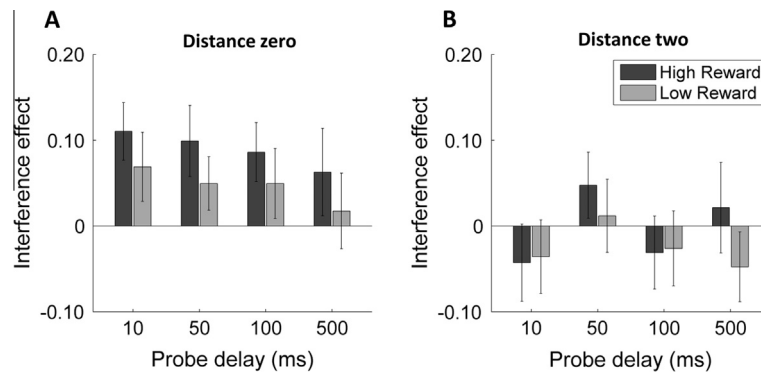 A
Distance zero
0.20
0.10
0
-0.10
Interference effect
10 50 100 500
Probe delay (ms)
B
Distance two
High Reward
Low Reward
0.20
0.10
0
-0.10
Interference effect
10 50 100 500
Probe delay (ms)